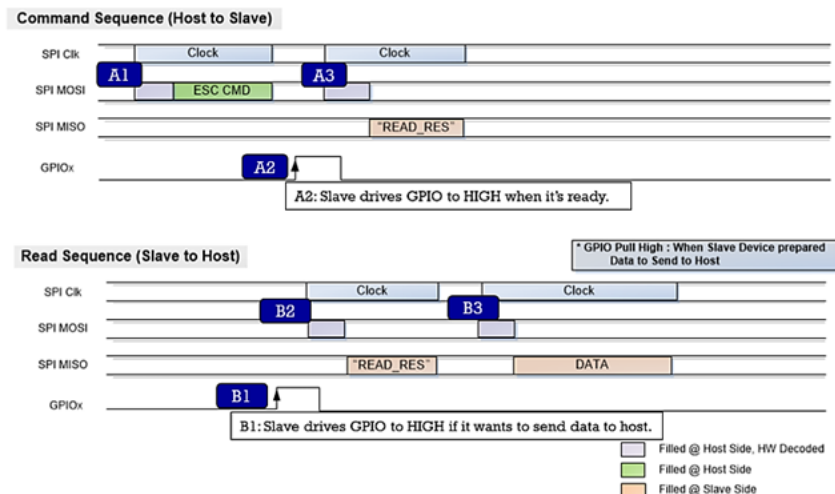 Command Sequence (Host to Slave)
SPI Clk
Clock
Clock
A1
A3
SPI MOSI
ESC CMD
SPI MISO
"READ_RES"
GPIOx
A2
A2: Slave drives GPIO to HIGH when it's ready.
Read Sequence (Slave to Host)
* GPIO Pull High : When Slave Device prepared
Data to Send to Host
SPI Clk
Clock
Clock
B2
B3
SPI MOSI
SPI MISO
"READ_RES"
DATA
B1
GPIOx
B1: Slave drives GPIO to HIGH if it wants to send data to host.
Filled @ Host Side, HW Decoded
Filled @ Host Side
Filled @ Slave Side